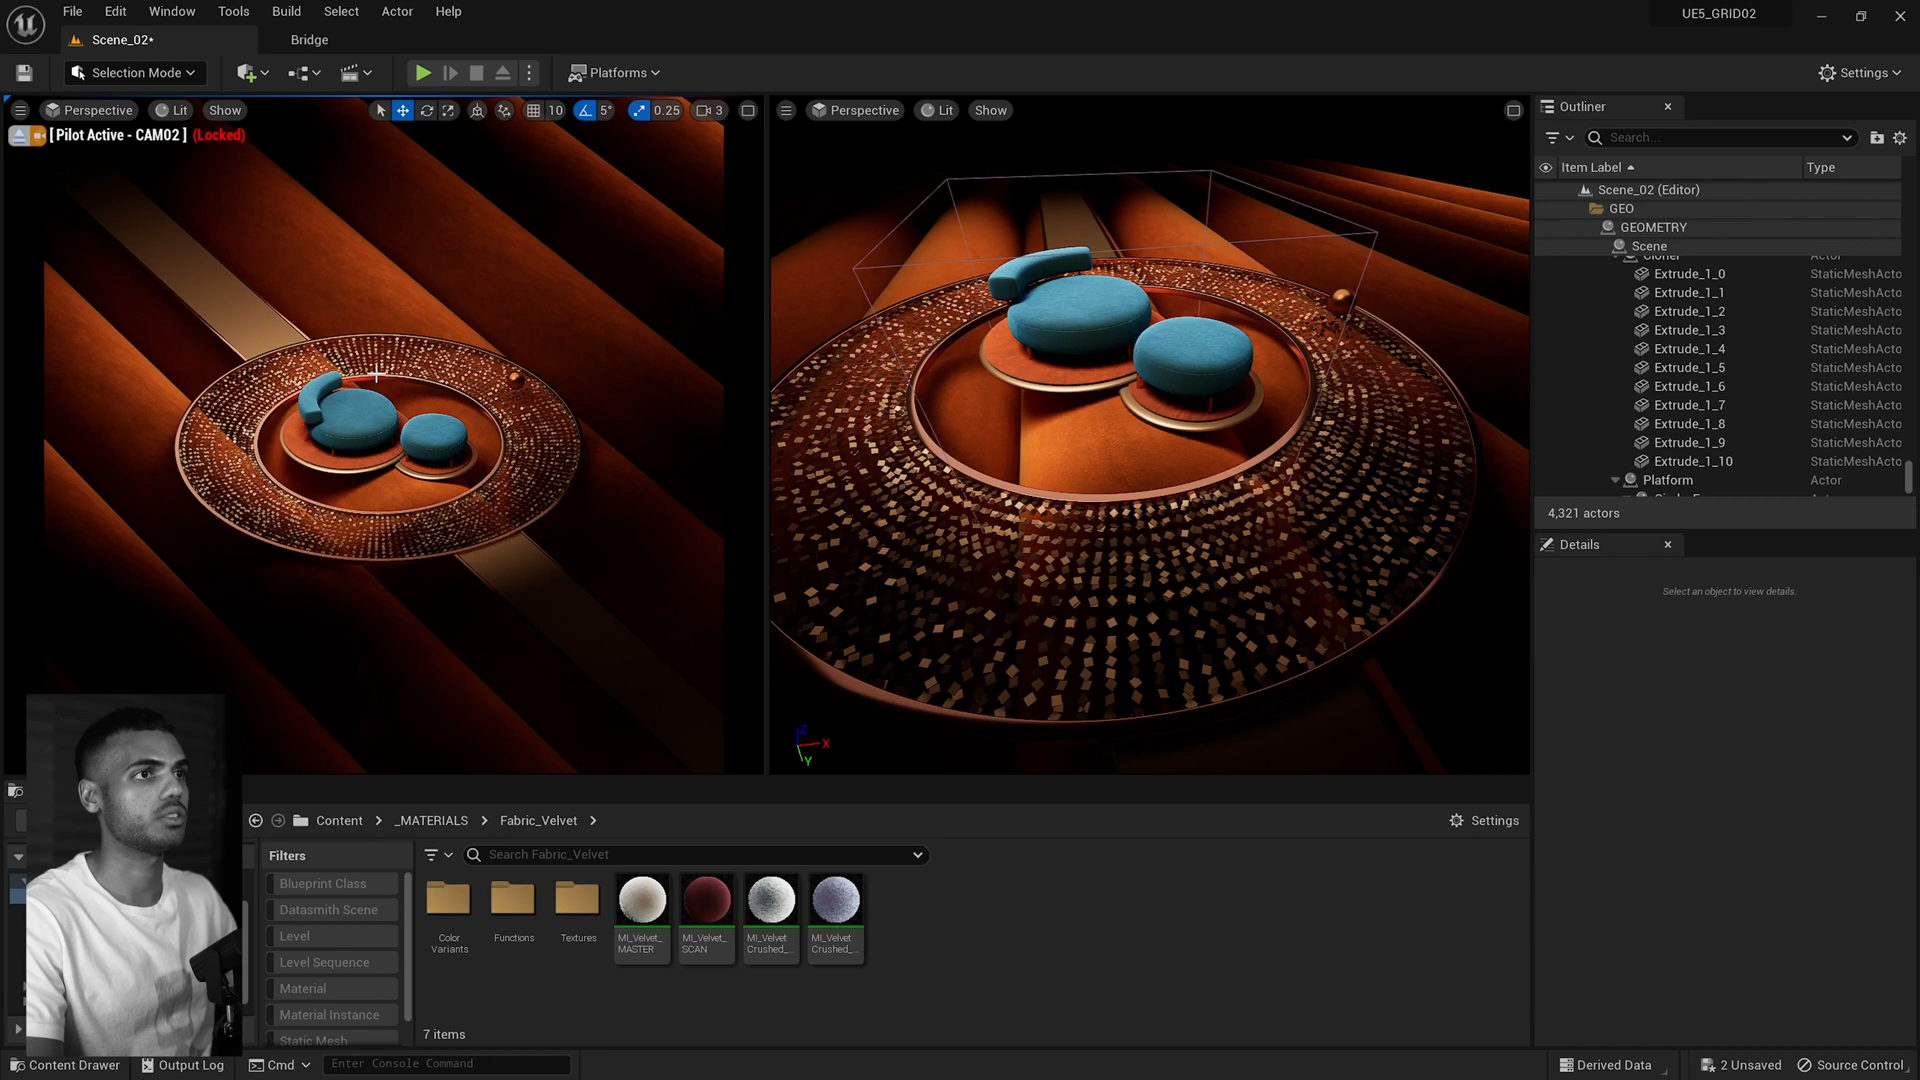 File Edit Window Tools Build Select Actor Help
UE5_GRID02
Scene_02*
Bridge
Selection Mode
Platforms
Settings
Perspective Lit Show
10 5° 0.25 3
Perspective Lit Show
[ Pilot Active - CAM02 ] (Locked)
Outliner
Search...
Item Label Type
Scene_02 (Editor)
GEO
GEOMETRY
Scene
Cloner Actor
Extrude_1_0 StaticMeshActo
Extrude_1_1 StaticMeshActo
Extrude_1_2 StaticMeshActo
Extrude_1_3 StaticMeshActo
Extrude_1_4 StaticMeshActo
Extrude_1_5 StaticMeshActo
Extrude_1_6 StaticMeshActo
Extrude_1_7 StaticMeshActo
Extrude_1_8 StaticMeshActo
Extrude_1_9 StaticMeshActo
Extrude_1_10 StaticMeshActo
Platform Actor
4,321 actors
Details
Select an object to view details.
Z
X
Y
Content _MATERIALS Fabric_Velvet
Settings
Filters
Search Fabric_Velvet
Blueprint Class
Datasmith Scene
Level
Level Sequence
Material
Material Instance
Static Mesh
Color
Variants
Functions
Textures
MI_Velvet_
MASTER
MI_Velvet_
SCAN
MI_Velvet
Crushed_...
MI_Velvet
Crushed_...
7 items
Content Drawer Output Log Cmd Enter Console Command
Derived Data 2 Unsaved Source Control